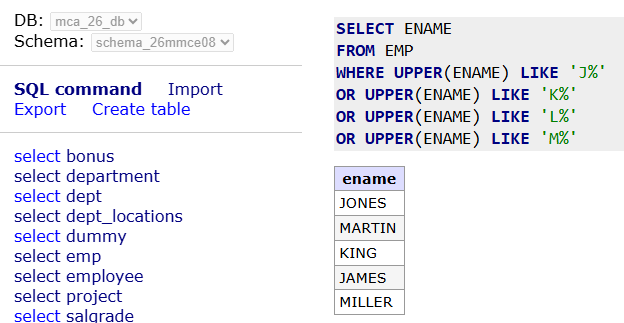 DB: mca_26_db
Schema: schema_26mmce08
SQL command Import
Export Create table
select bonus
select department
select dept
select dept_locations
select dummy
select emp
select employee
select project
select salgrade
SELECT ENAME
FROM EMP
WHERE UPPER(ENAME) LIKE 'J%'
OR UPPER(ENAME) LIKE 'K%'
OR UPPER(ENAME) LIKE 'L%'
OR UPPER(ENAME) LIKE 'M%'
ename
JONES
MARTIN
KING
JAMES
MILLER